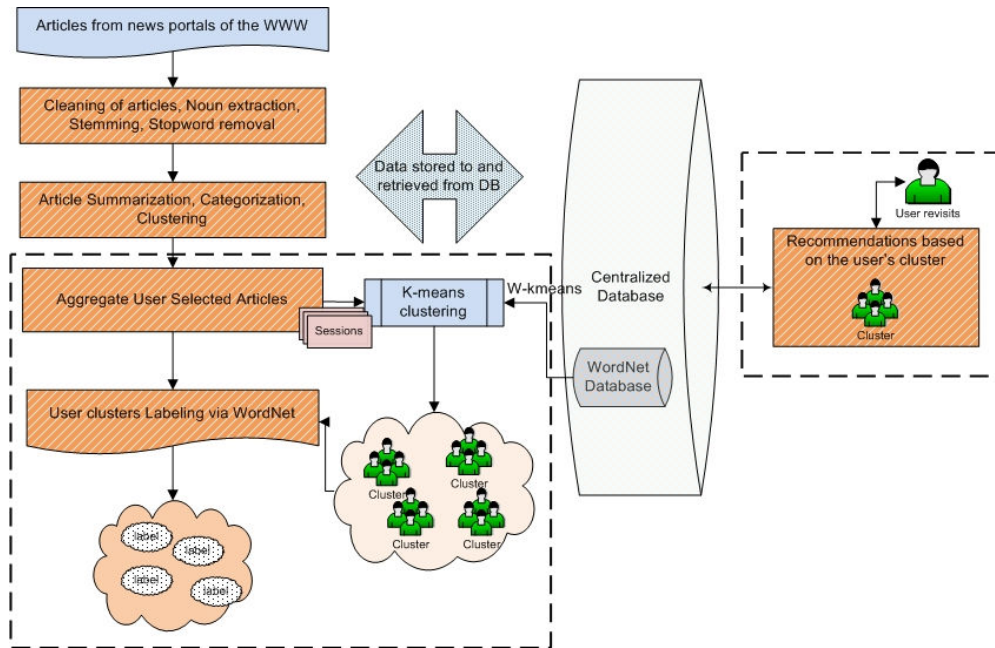 Articles from news portals of the WWW
Cleaning of articles, Noun extraction,
Stemming, Stopword removal
Article Summarization, Categorization,
Clustering
Data stored to and
retrieved from DB
Aggregate User Selected Articles
Sessions
K-means
clustering
W-kmeans
User clusters Labeling via WordNet
Cluster
Cluster
Cluster
Cluster
label
label
label
label
Centralized
Database
WordNet
Database
User revisits
Recommendations based
on the user's cluster
Cluster